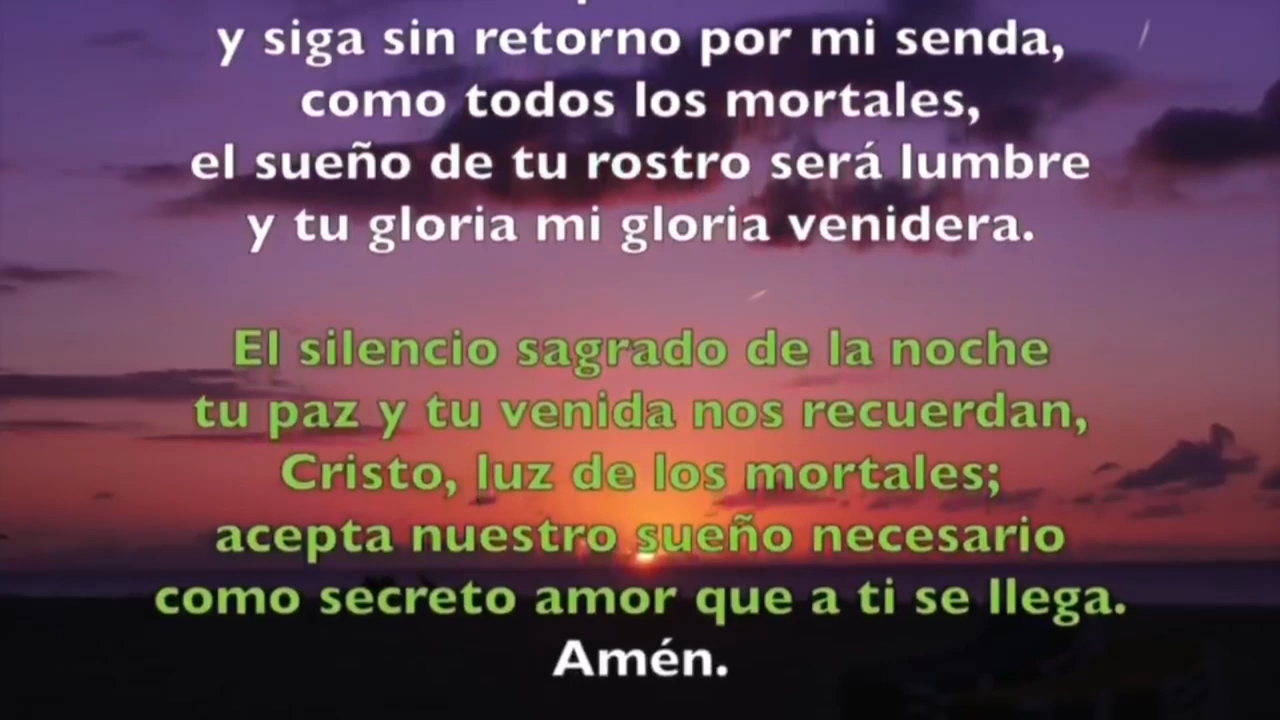 y siga sin retorno por mi senda,
como todos los mortales,
el sueño de tu rostro será lumbre
y tu gloria mi gloria venidera.
El silencio sagrado de la noche
tu paz y tu venida nos recuerdan,
Cristo, luz de los mortales;
acepta nuestro sueño necesario
como secreto amor que a ti se llega.
Amén.